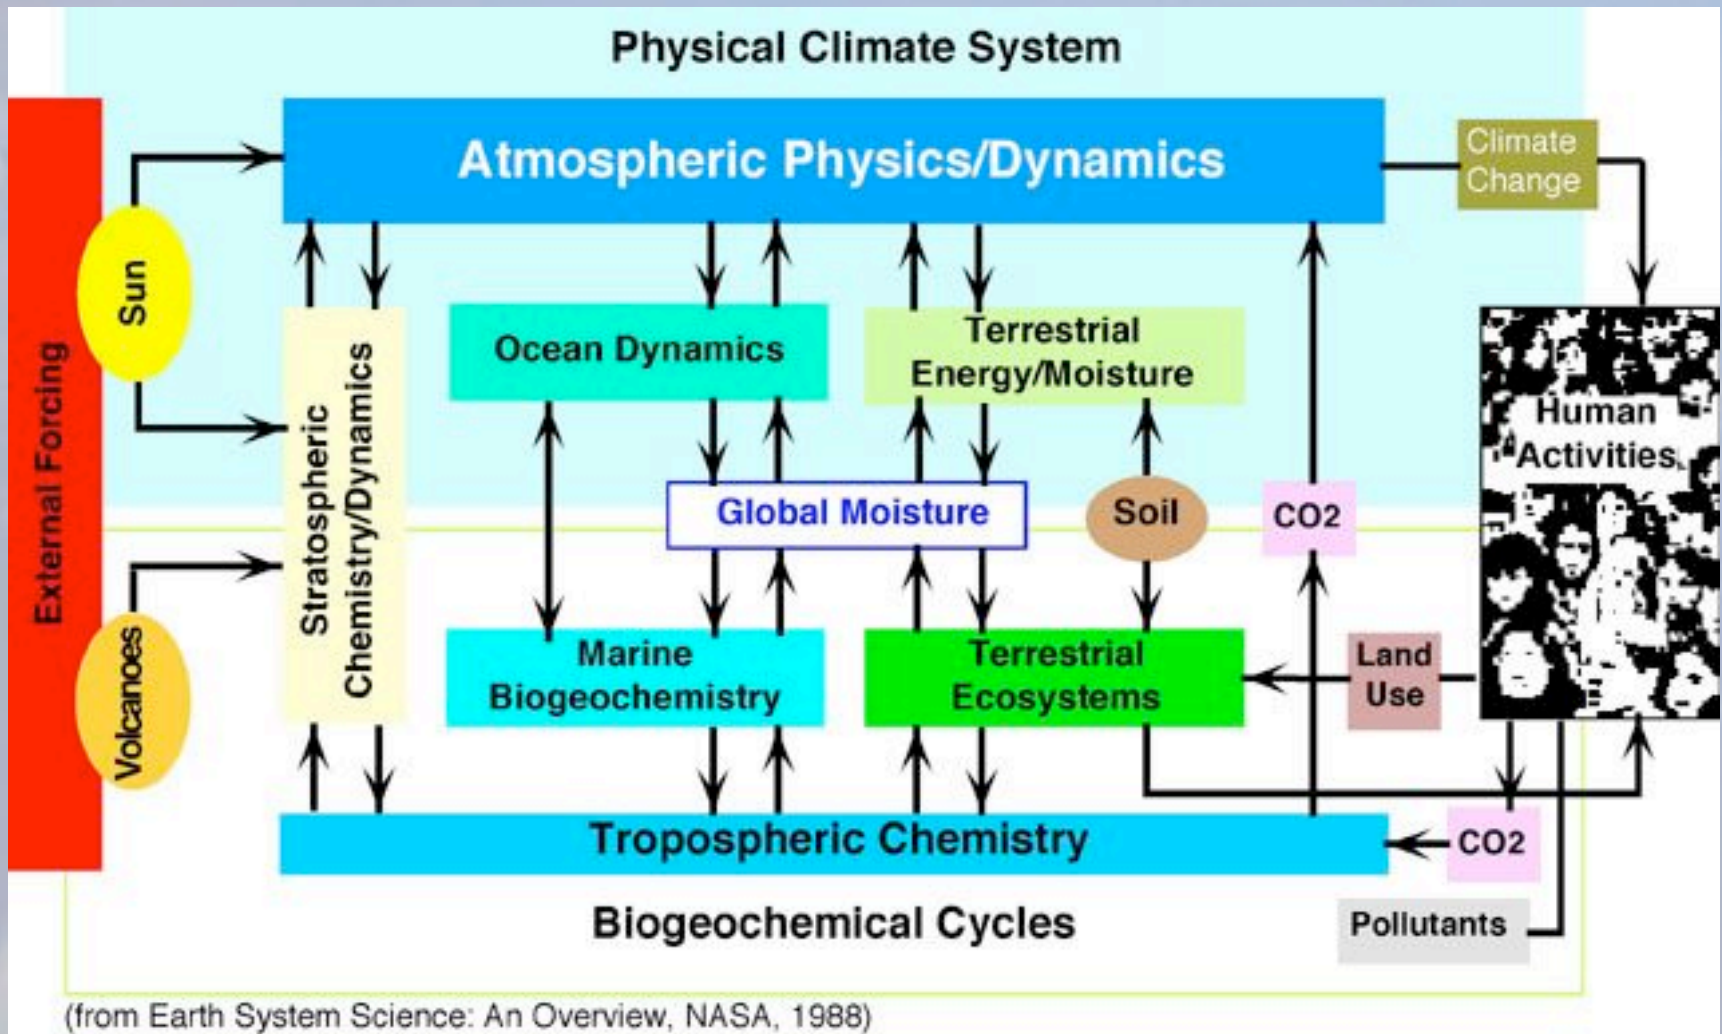 Physical Climate System
Atmospheric Physics/Dynamics
Climate
Change
External Forcing
Sun
Volcanoes
Stratospheric
Chemistry/Dynamics
Ocean Dynamics
Terrestrial
Energy/Moisture
Human
Activities
Global Moisture
Soil
CO2
Marine
Biogeochemistry
Terrestrial
Ecosystems
Land
Use
Tropospheric Chemistry
CO2
Biogeochemical Cycles
Pollutants
(from Earth System Science: An Overview, NASA, 1988)